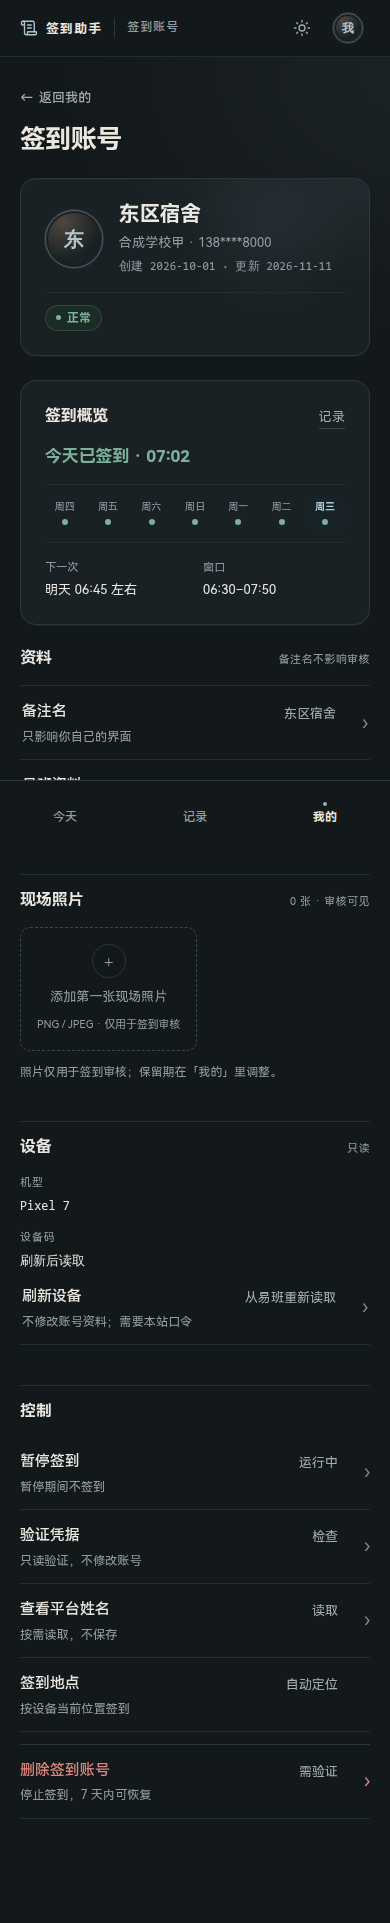 签到助手
签到账号
我
← 返回我的
签到账号
东
东区宿舍
合成学校甲 · 138****8000
创建 2026-10-01 · 更新 2026-11-11
正常
签到概览
记录
今天已签到 · 07:02
周四 周五 周六 周日 周一 周二 周三
下一次
窗口
明天 06:45 左右
06:30–07:50
资料
备注名不影响审核
备注名
东区宿舍
只影响你自己的界面
今天
记录
我的
现场照片
0 张 · 审核可见
+
添加第一张现场照片
PNG / JPEG · 仅用于签到审核
照片仅用于签到审核；保留期在「我的」里调整。
设备
只读
机型
Pixel 7
设备码
刷新后读取
刷新设备
从易班重新读取
不修改账号资料；需要本站口令
控制
暂停签到
运行中
暂停期间不签到
验证凭据
检查
只读验证，不修改账号
查看平台姓名
读取
按需读取，不保存
签到地点
自动定位
按设备当前位置签到
删除签到账号
需验证
停止签到，7 天内可恢复